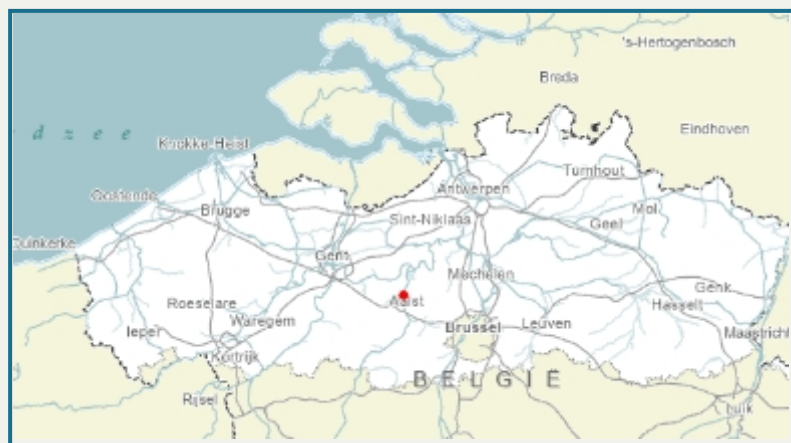 's-Hertogenbosch
Breda
Eindhoven
d z e e
Knokke-Heist
Turnhout
Antwerpen
Oostende
Brugge
Sint-Niklaas
Geel
Mol
Duinkerke
Gent
Mechelen
Genk
Roeselare
Aalst
Hasselt
Ieper
Waregem
Brussel
Leuven
Maastricht
Kortrijk
BELGIË
Rijsel
Luik